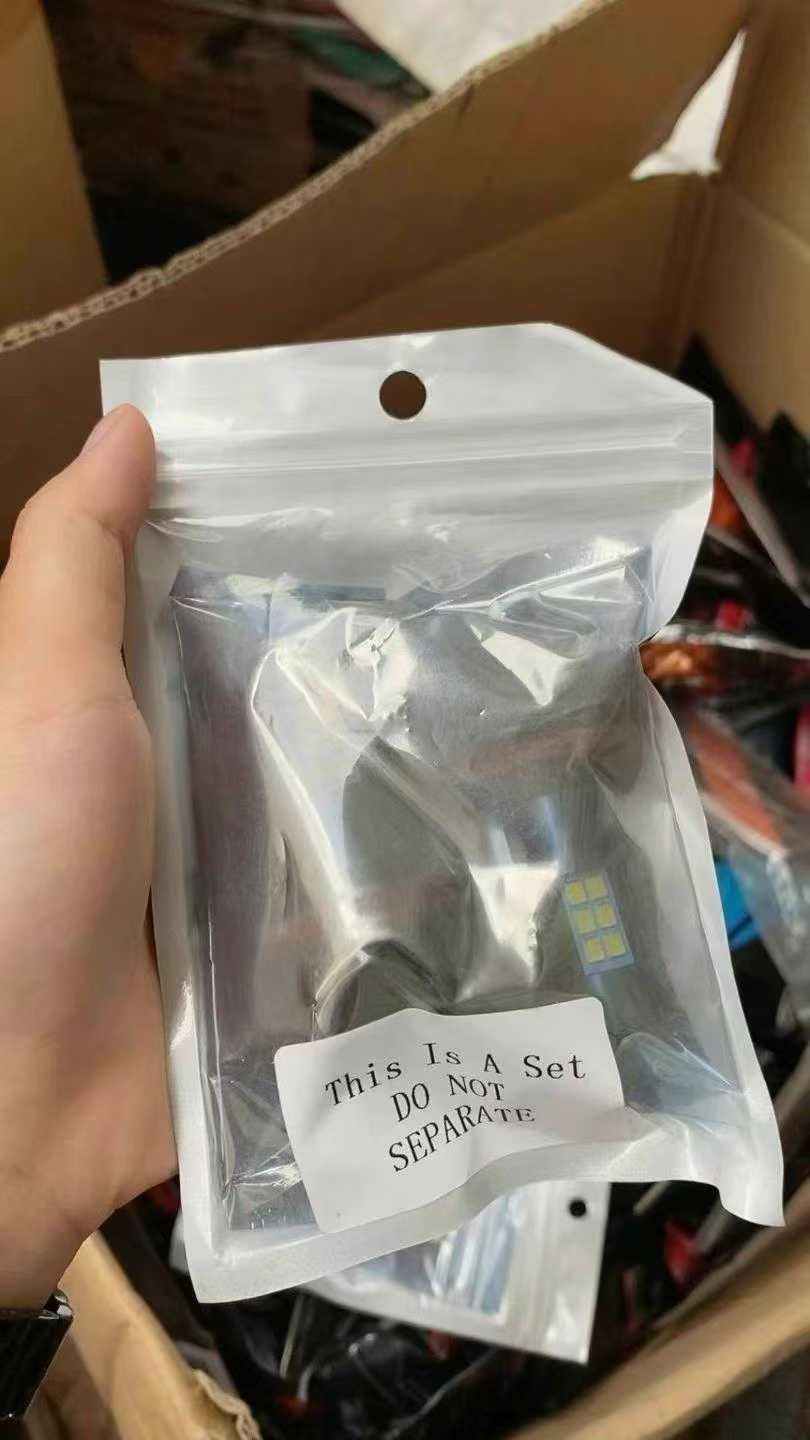 This Is A Set
DO NOT
SEPARATE